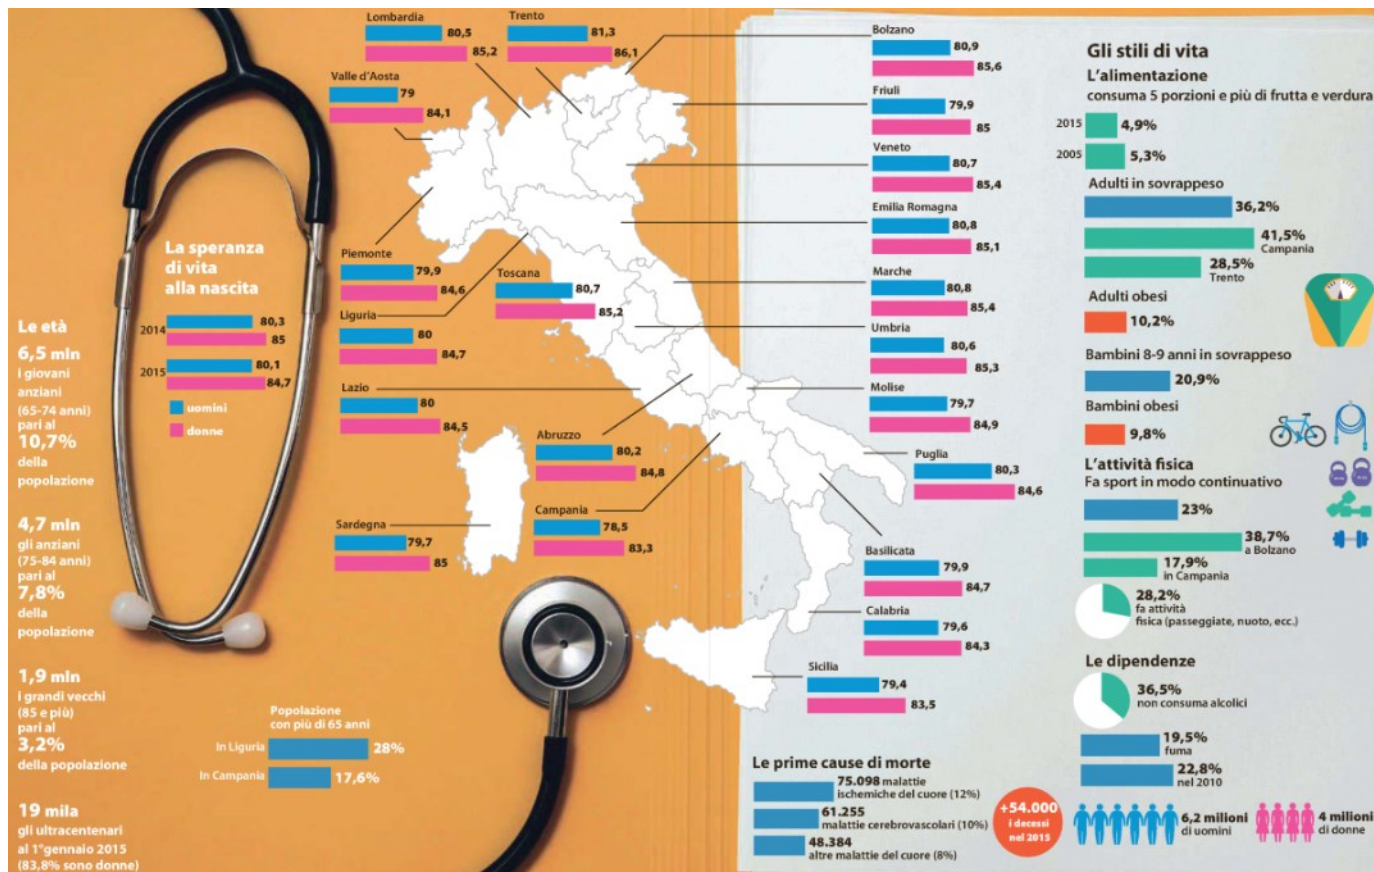 Lombardia
80,5
85,2
Trento
81,3
86,1
Valle d'Aosta
79
84,1
Bolzano
80,9
85,6
Friuli
79,9
85
Veneto
80,7
85,4
Emilia Romagna
80,8
85,1
Marche
80,8
85,4
Umbria
80,6
85,3
Molise
79,7
84,9
Puglia
80,3
84,6
Basilicata
79,9
84,7
Calabria
79,6
84,3
Sicilia
79,4
83,5
Piemonte
79,9
84,6
Liguria
80
84,7
Toscana
80,7
85,2
Lazio
80
84,5
Abruzzo
80,2
84,8
Campania
78,5
83,3
Sardegna
79,7
85
La speranza
di vita
alla nascita
2014
80,3
85
2015
80,1
84,7
uomini
donne
Le età
6,5 mln
i giovani
anziani
(65-74 anni)
pari al
10,7%
della
popolazione
4,7 mln
gli anziani
(75-84 anni)
pari al
7,8%
della
popolazione
1,9 mln
i grandi vecchi
(85 e più)
pari al
3,2%
della popolazione
19 mila
gli ultracentenari
al 1°gennaio 2015
(83,8% sono donne)
Popolazione
con più di 65 anni
In Liguria 28%
In Campania 17,6%
Le prime cause di morte
75.098 malattie
ischemiche del cuore (12%)
61.255
malattie cerebrovascolari (10%)
48.384
altre malattie del cuore (8%)
+54.000
i decessi
nel 2015
Gli stili di vita
L'alimentazione
consuma 5 porzioni e più di frutta e verdura
2015 4,9%
2005 5,3%
Adulti in sovrappeso
36,2%
41,5%
Campania
28,5%
Trento
Adulti obesi
10,2%
Bambini 8-9 anni in sovrappeso
20,9%
Bambini obesi
9,8%
L'attività fisica
Fa sport in modo continuativo
23%
38,7%
a Bolzano
17,9%
in Campania
28,2%
fa attività
fisica (passeggiate, nuoto, ecc.)
Le dipendenze
36,5%
non consuma alcolici
19,5%
fuma
22,8%
nel 2010
6,2 milioni
di uomini
4 milioni
di donne